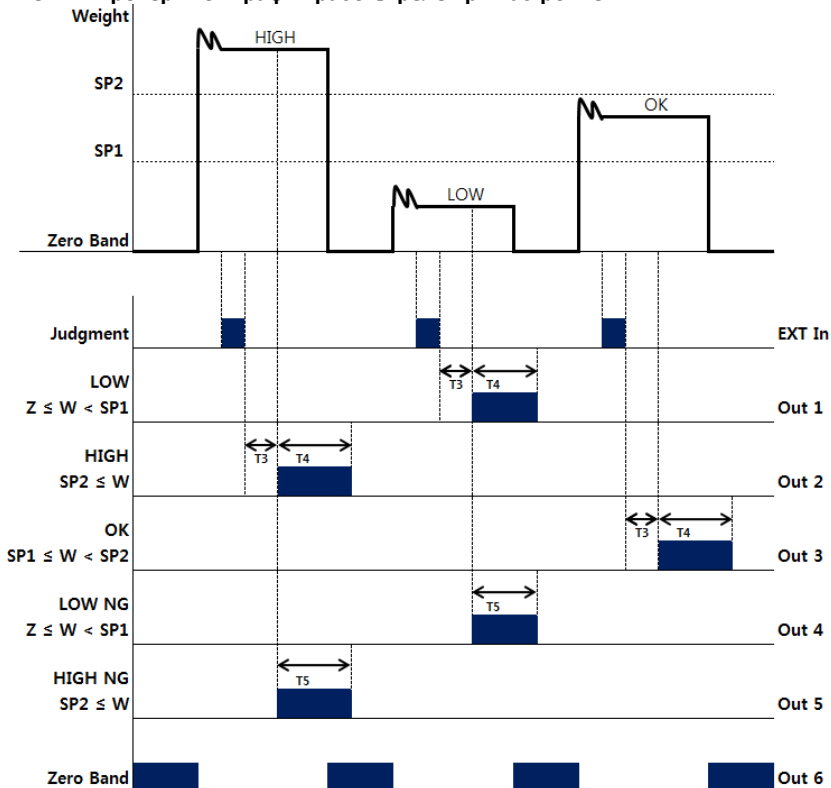 Weight
HIGH
SP2
OK
SP1
LOW
Zero Band
Judgment
EXT In
LOW
T3
T4
Z ≤ W < SP1
Out 1
HIGH
T3
T4
SP2 ≤ W
Out 2
OK
T3
T4
SP1 ≤ W < SP2
Out 3
LOW NG
T5
Z ≤ W < SP1
Out 4
HIGH NG
T5
SP2 ≤ W
Out 5
Zero Band
Out 6